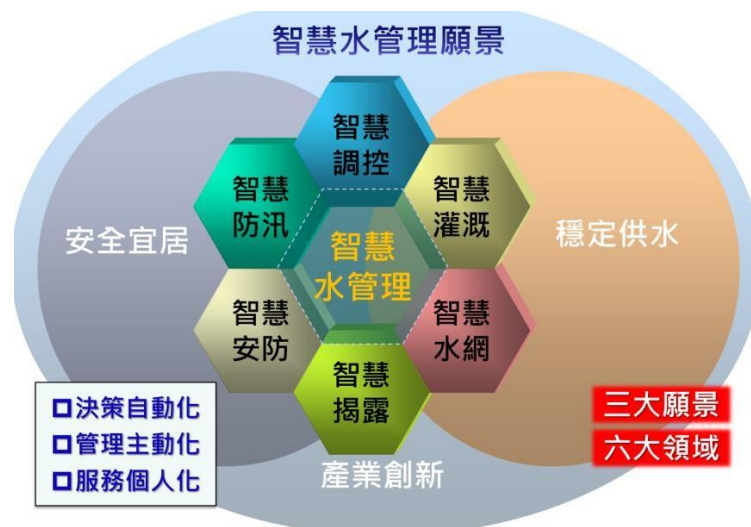 智慧水管理願景
智慧
調控
智慧
防汛
智慧
灌溉
安全宜居
智慧
水管理
穩定供水
智慧
安防
智慧
水網
智慧
揭露
口決策自動化
口管理主動化
口服務個人化
三大願景
六大領域
產業創新